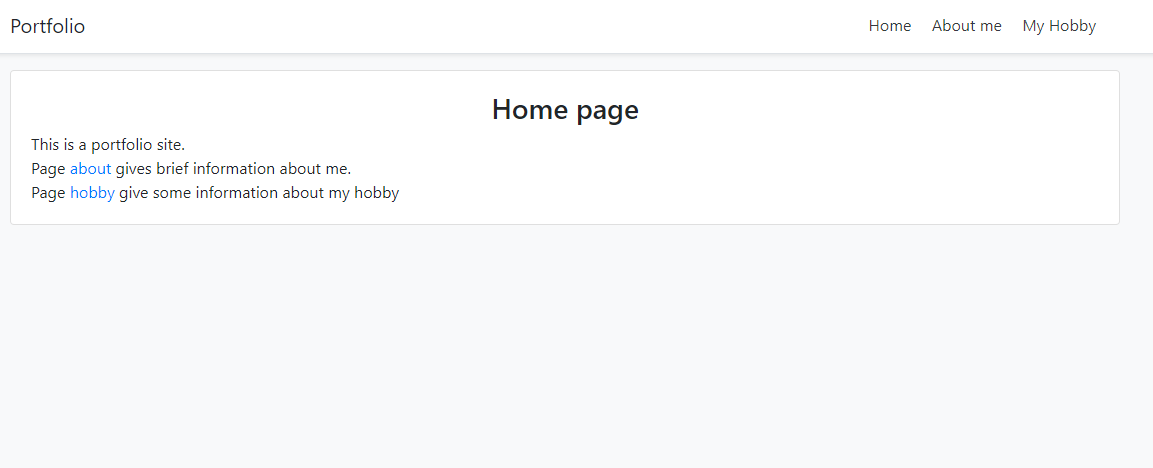 Portfolio
Home About me My Hobby
Home page
This is a portfolio site.
Page about gives brief information about me.
Page hobby give some information about my hobby